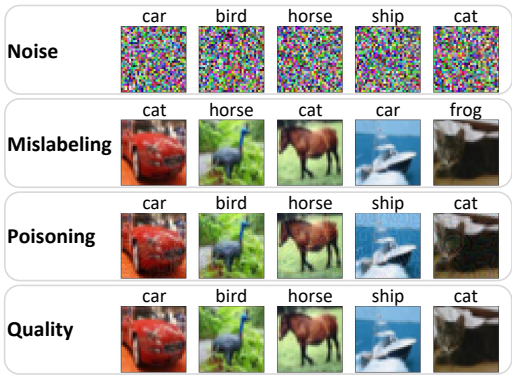 car bird horse ship cat
Noise
cat horse cat car frog
Mislabeling
car bird horse ship cat
Poisoning
car bird horse ship cat
Quality